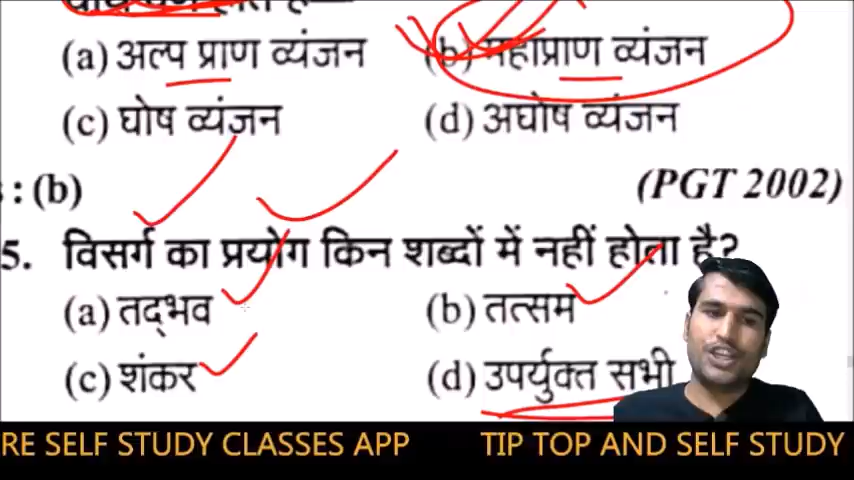 (a) अल्प प्राण व्यंजन (b) महाप्राण व्यंजन
(c) घोष व्यंजन (d) अघोष व्यंजन
: (b) (PGT 2002)
5. विसर्ग का प्रयोग किन शब्दों में नहीं होता है?
(a) तद्भव (b) तत्सम
(c) शंकर (d) उपर्युक्त सभी
RE SELF STUDY CLASSES APP TIP TOP AND SELF STUDY